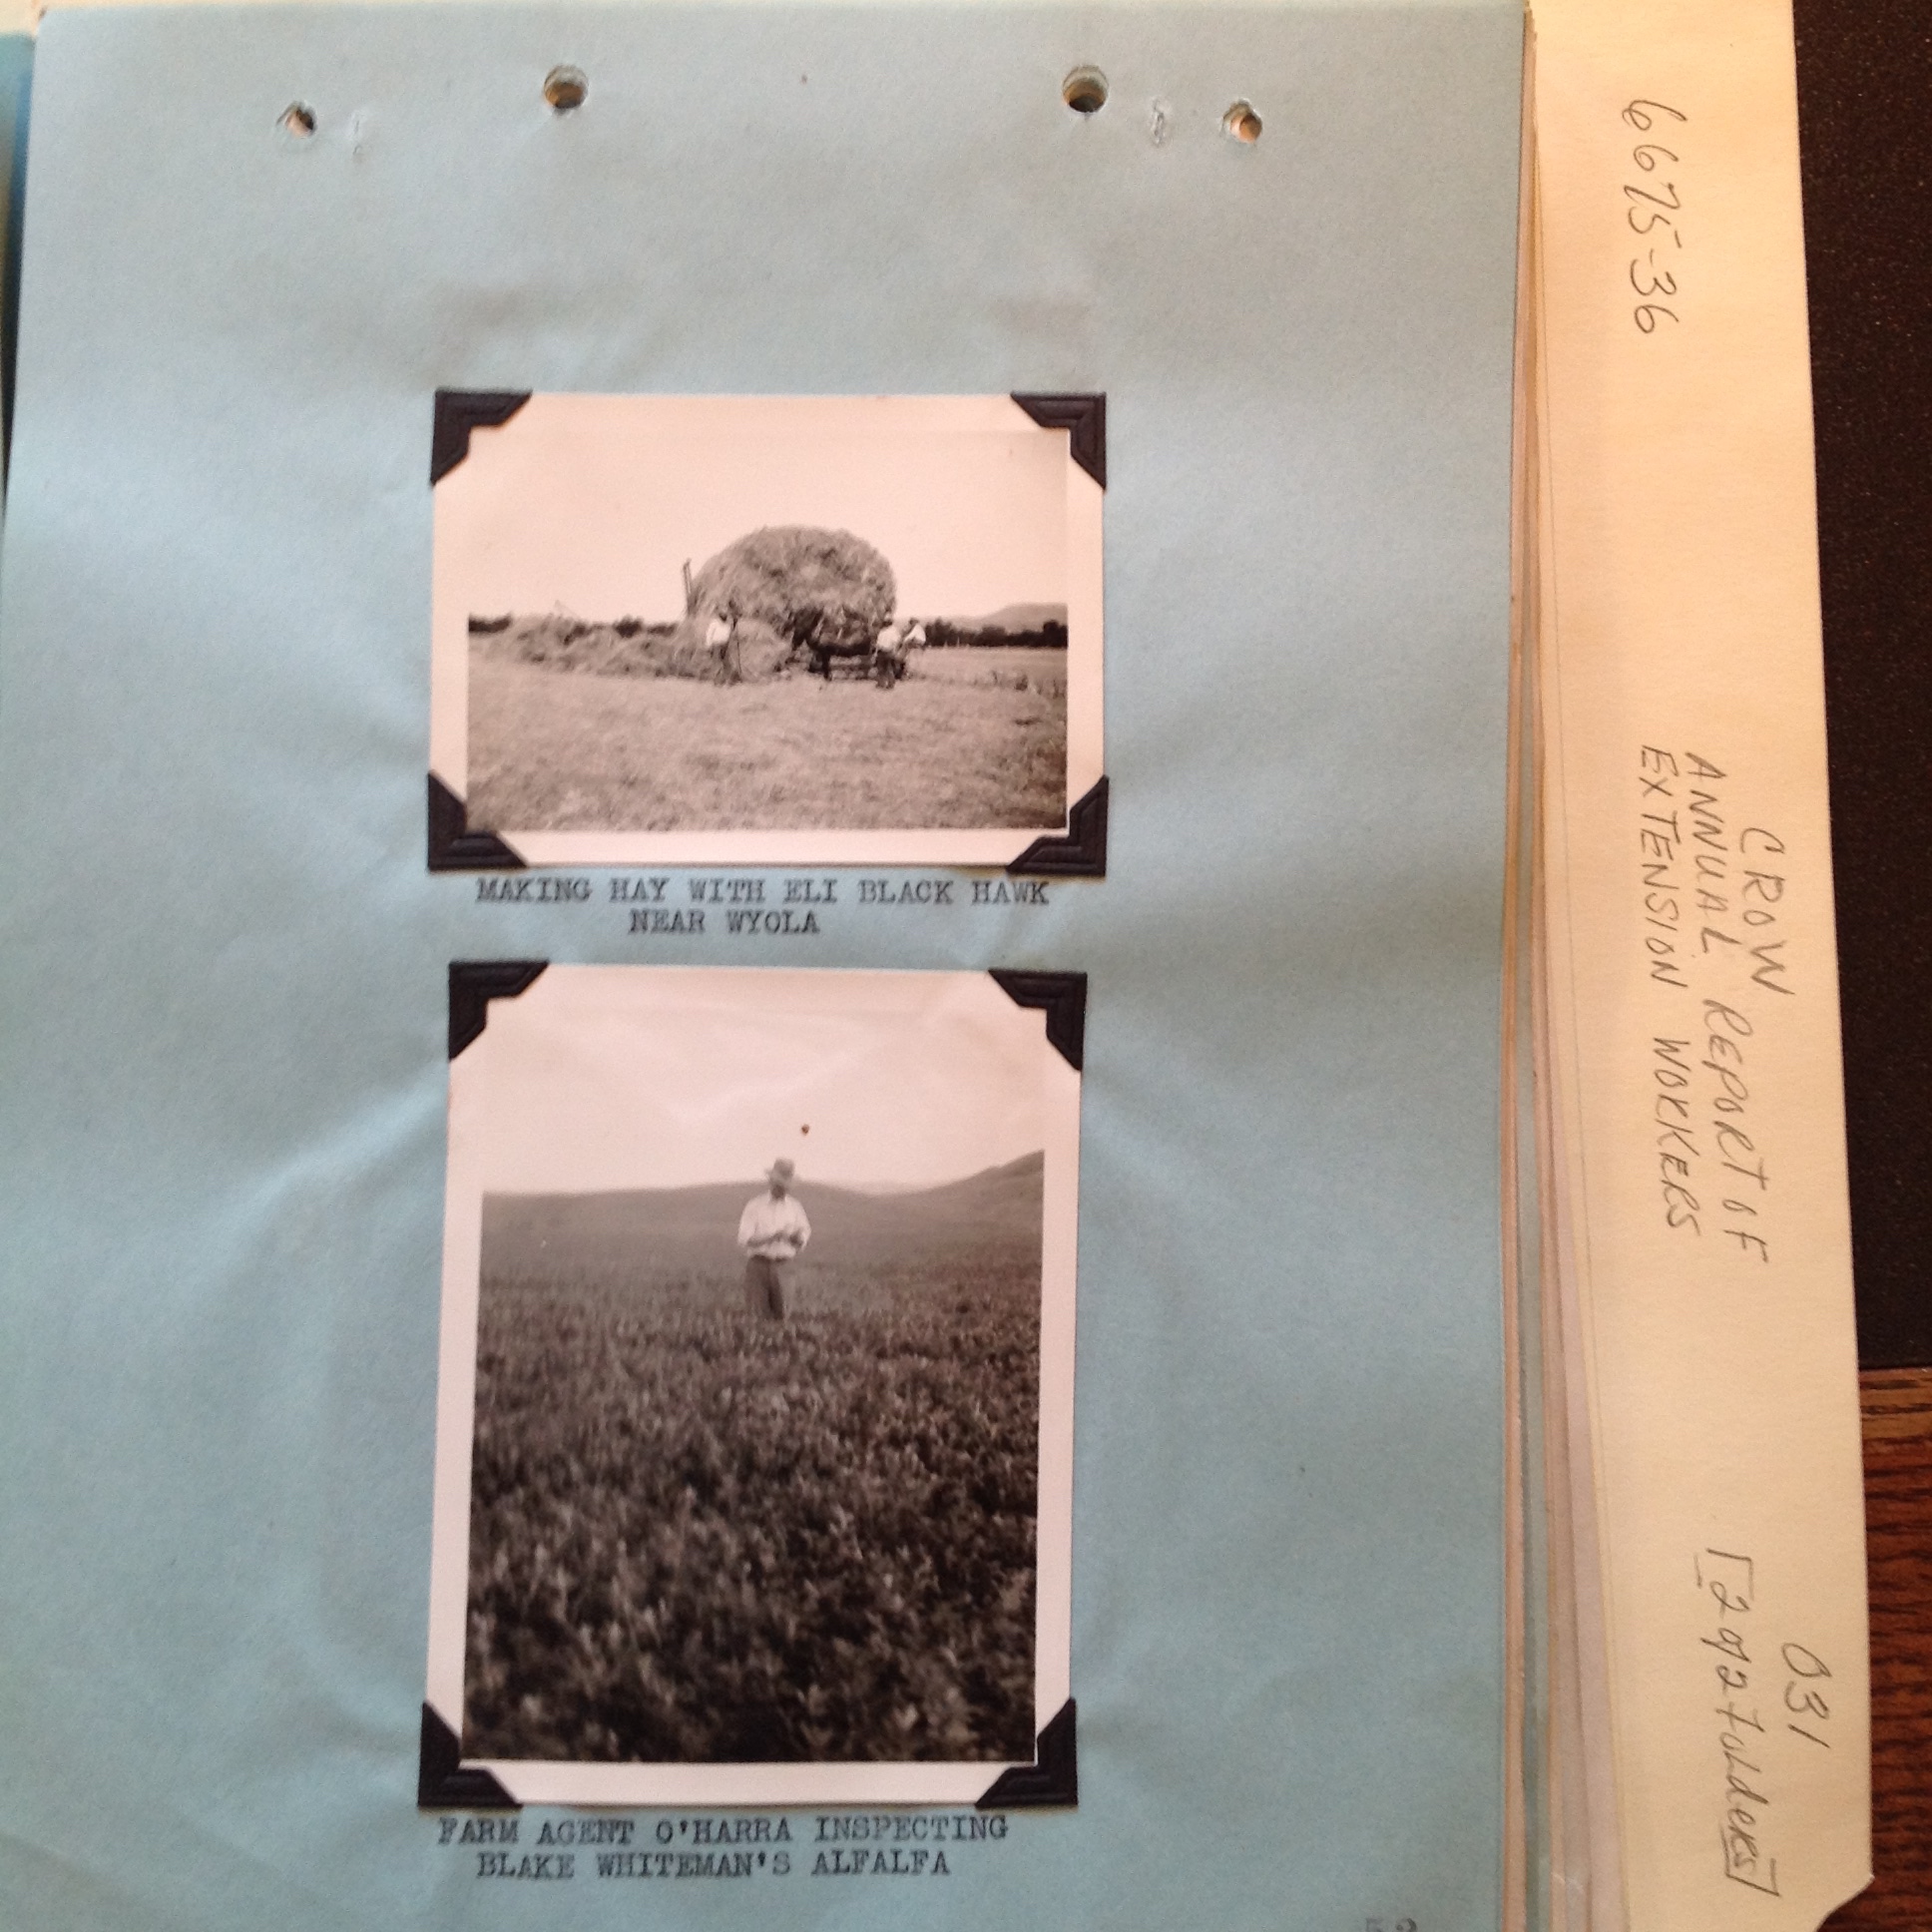 MAKING HAY WITH ELI BLACK HAWK
NEAR WYOLA
FARM AGENT O'HARRA INSPECTING
BLAKE WHITEMAN'S ALFALFA
6675-36
CROW
ANNUAL REPORT OF
EXTENSION WORKERS
031
[2 of 2 folders]